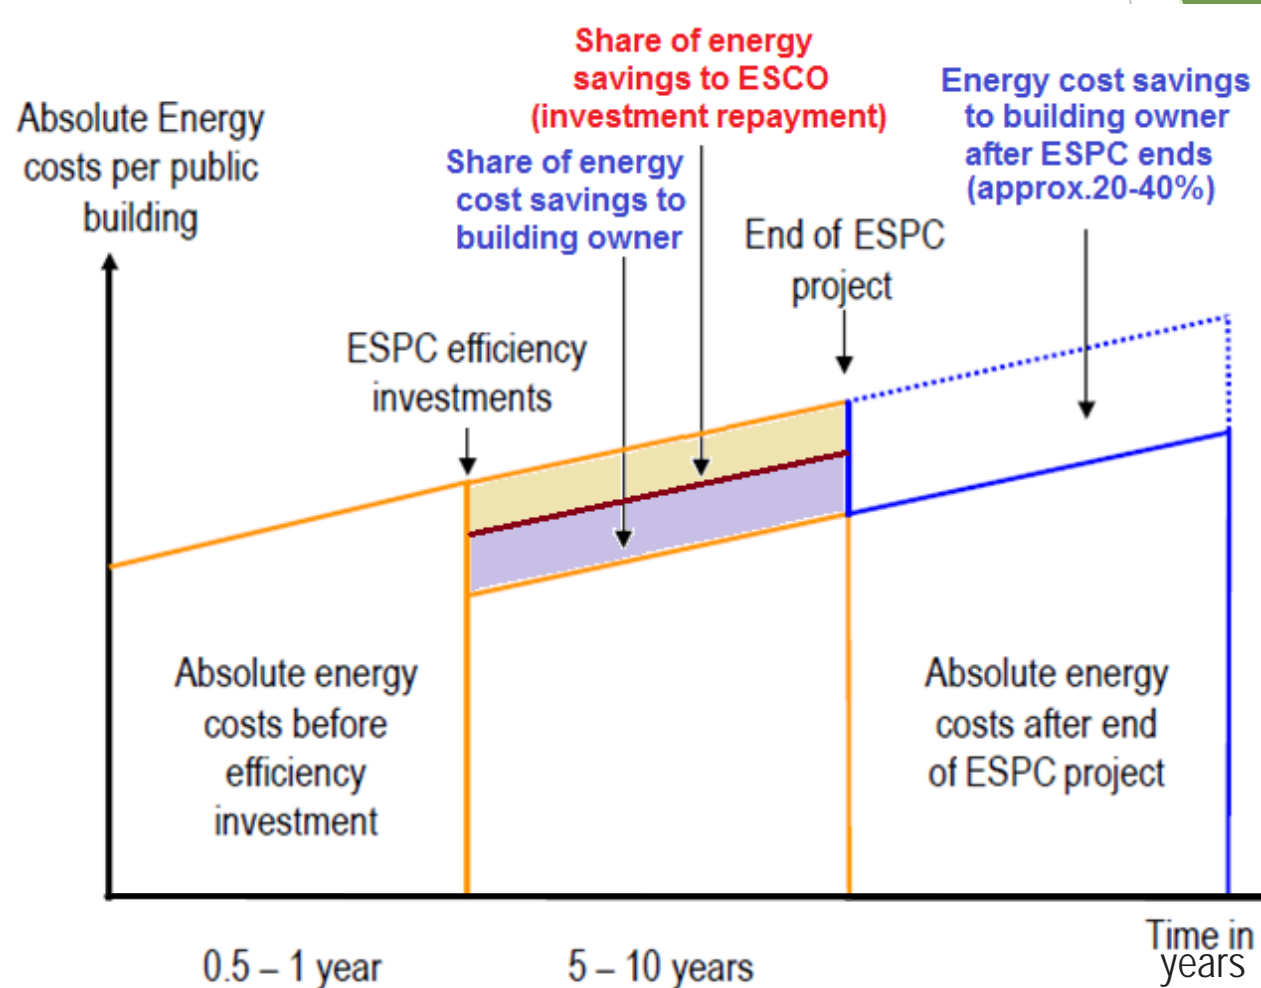 Share of energy
savings to ESCO
(investment repayment)
Energy cost savings
to building owner
after ESPC ends
(approx.20-40%)
Absolute Energy
costs per public
building
Share of energy
cost savings to
building owner
End of ESPC
project
ESPC efficiency
investments
Absolute energy
costs before
efficiency
investment
Absolute energy
costs after end
of ESPC project
0.5 – 1 year
5 – 10 years
Time in
years